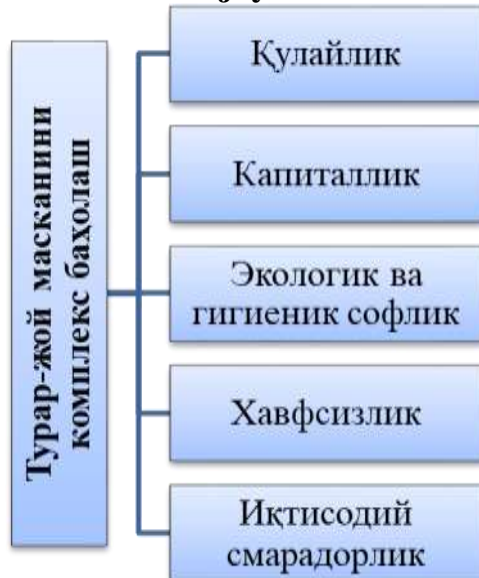 Турар-жой масканини
комплекс баҳолаш
Қулайлик
Капиталлик
Экологик ва
гигиеник софлик
Хавфсизлик
Иқтисодий
смарадорлик